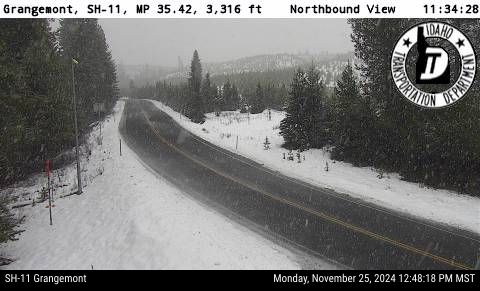 Grangemont, SH-11, MP 35.42, 3,316 ft Northbound View 11:34:28
IDAHO
TRANSPORTATION DEPARTMENT
SH-11 Grangemont Monday, November 25, 2024 12:48:18 PM MST